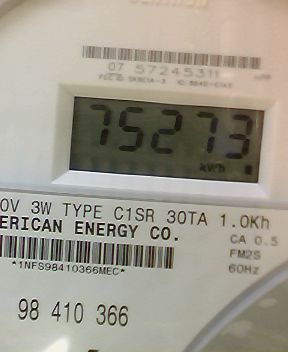 07 57245311
75273
kWh
0V 3W TYPE C1SR 30TA 1.0Kh
ERICAN ENERGY CO.
CA 0.5
FM2S
60Hz
*1NFS98410366MEC*
98 410 366